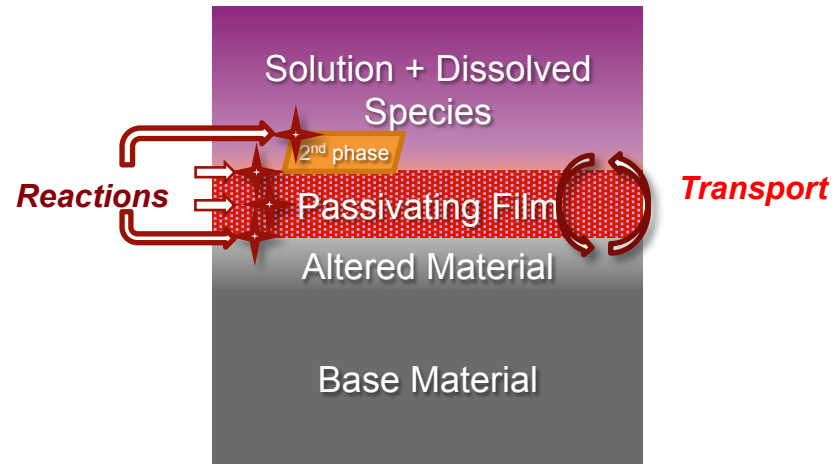 Solution + Dissolved
Species
2nd phase
Reactions
Passivating Film
Transport
Altered Material
Base Material